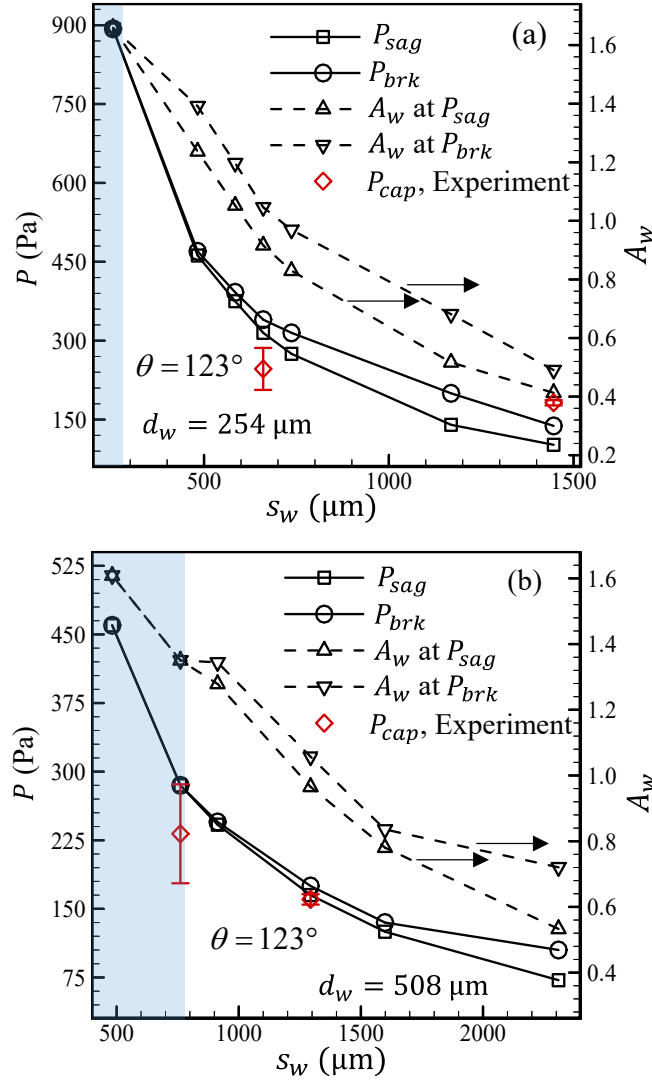 (a)
P_sag
P_brk
A_w at P_sag
A_w at P_brk
P_cap, Experiment
θ = 123°
d_w = 254 μm
P (Pa)
900
750
600
450
300
150
A_w
1.6
1.4
1.2
1.0
0.8
0.6
0.4
0.2
500
1000
1500
s_w (μm)
(b)
P_sag
P_brk
A_w at P_sag
A_w at P_brk
P_cap, Experiment
θ = 123°
d_w = 508 μm
P (Pa)
525
450
375
300
225
150
75
A_w
1.6
1.4
1.2
1.0
0.8
0.6
0.4
500
1000
1500
2000
s_w (μm)